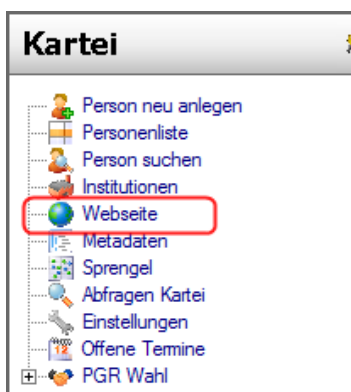 Kartei
Person neu anlegen
Personenliste
Person suchen
Institutionen
Webseite
Metadaten
Sprengel
Abfragen Kartei
Einstellungen
Offene Termine
PGR Wahl